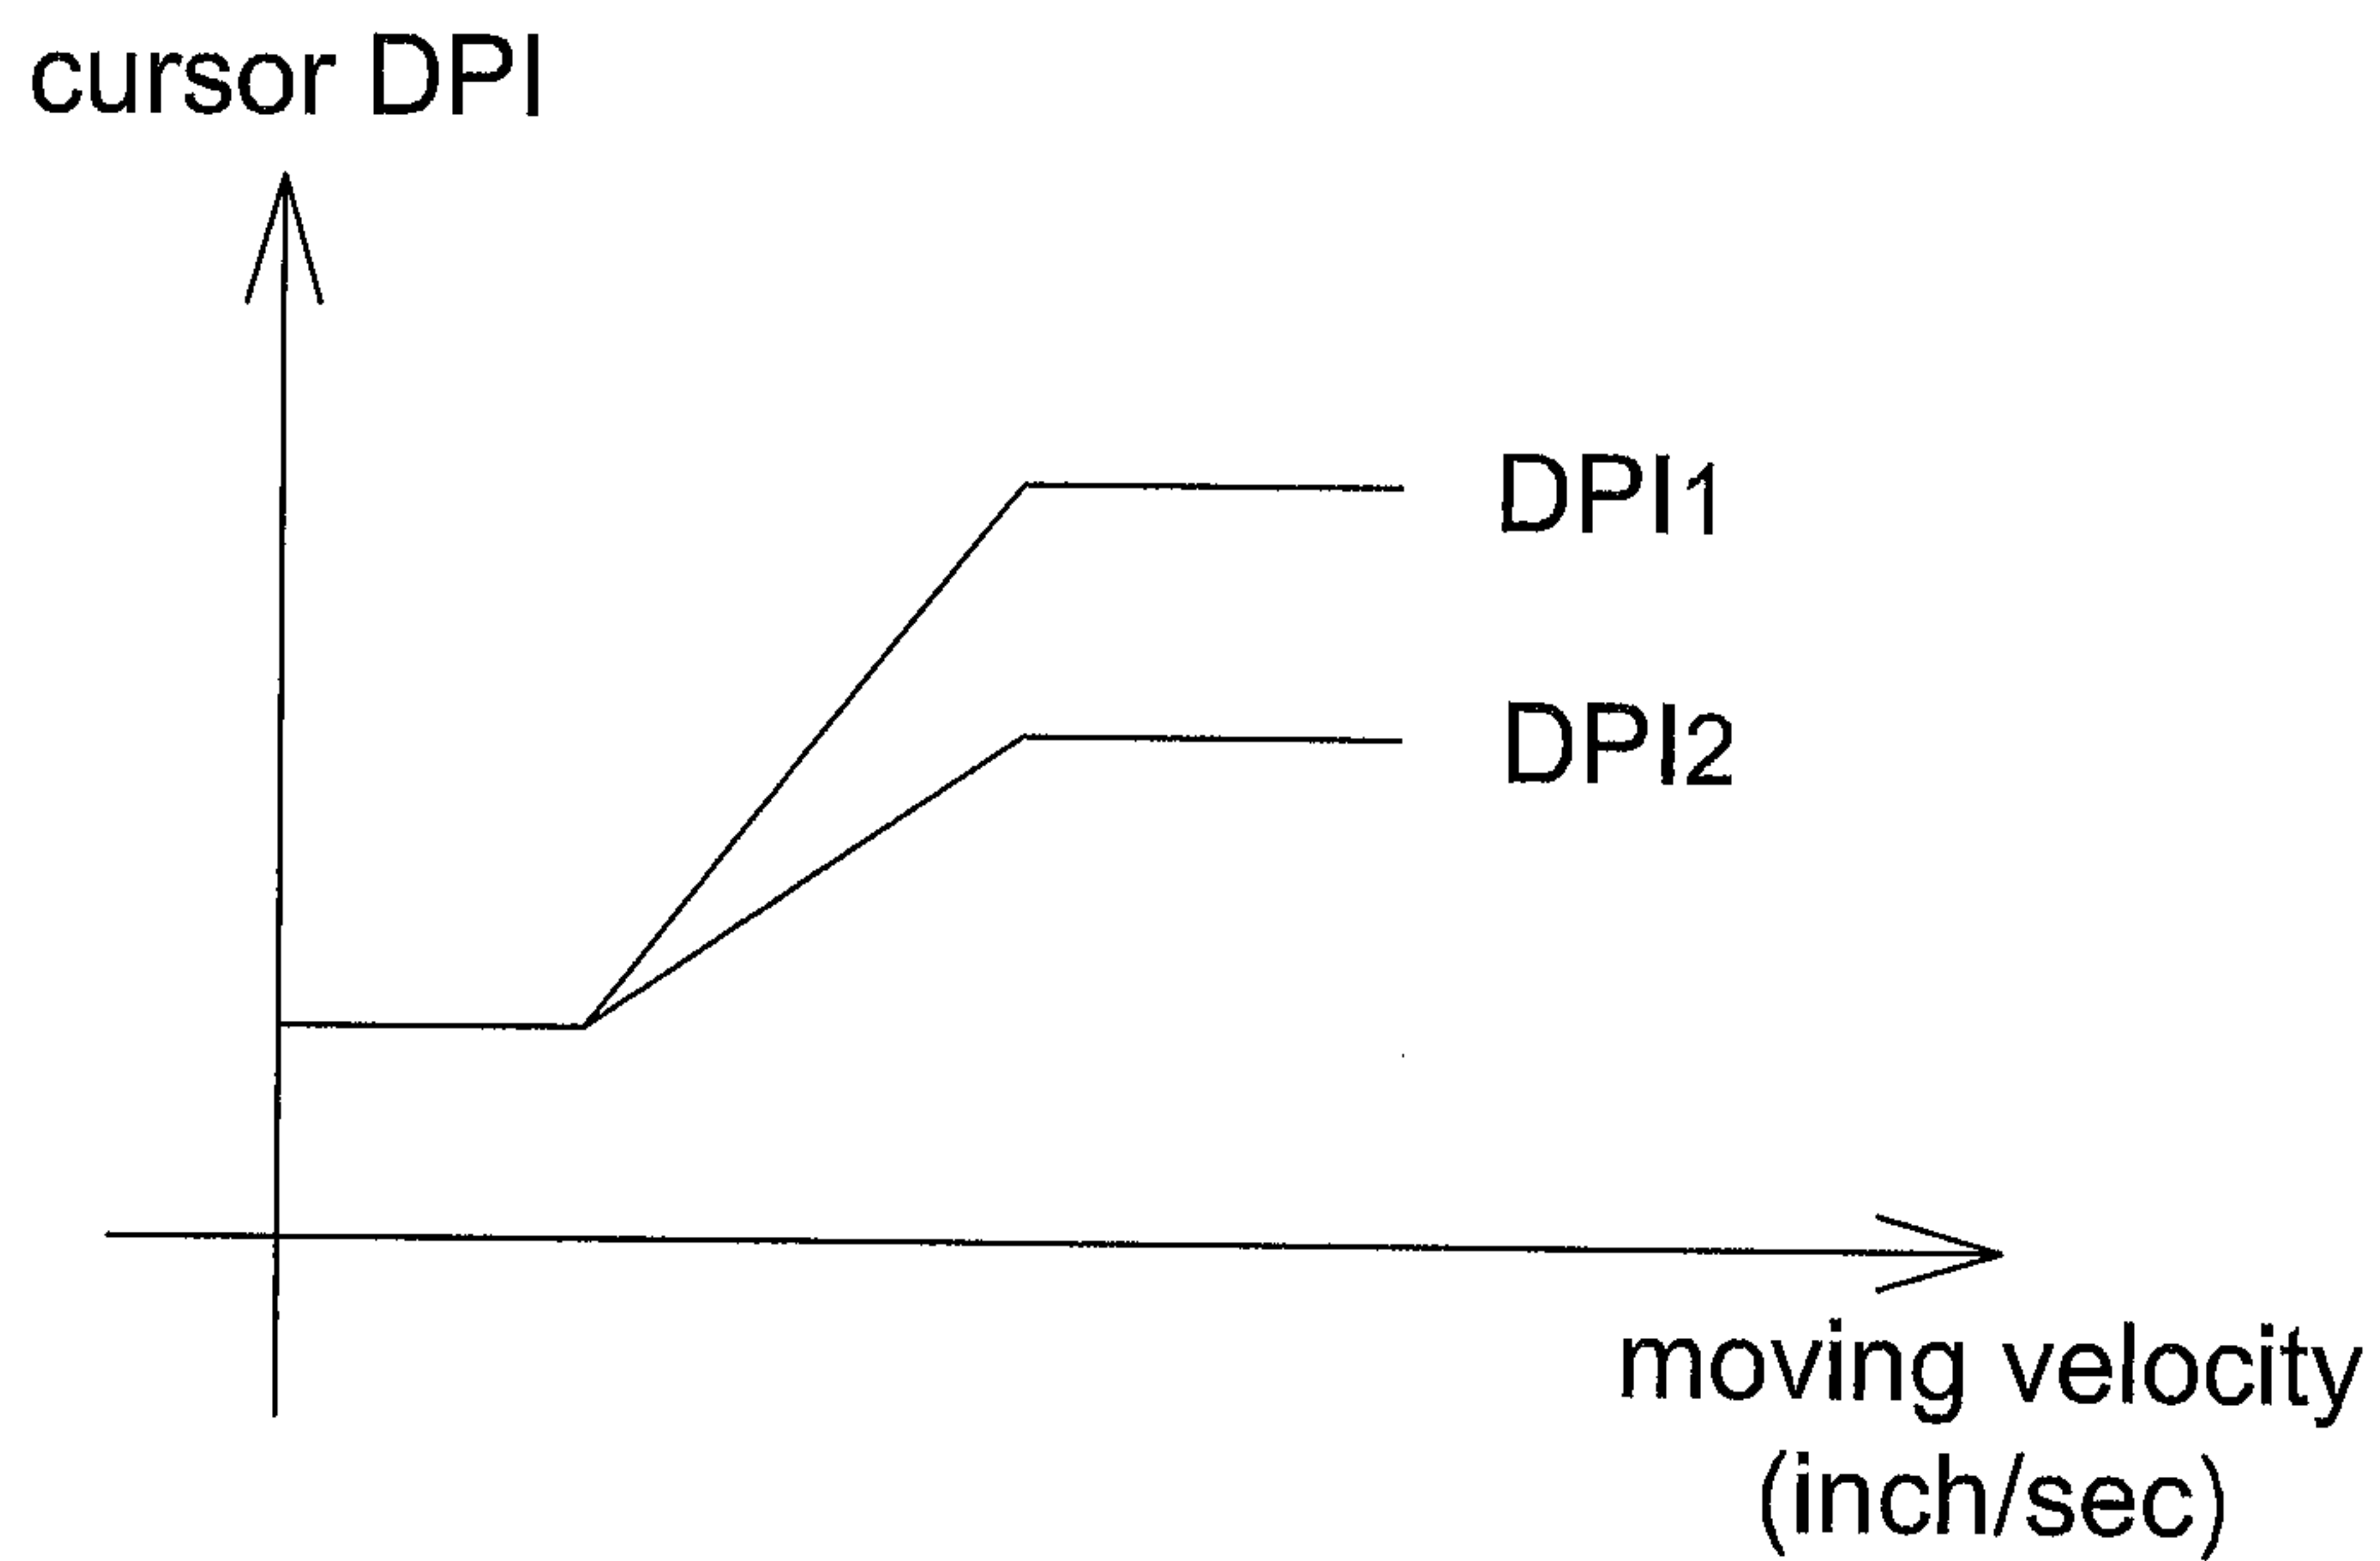 cursor DPI
DPI1
DPI2
moving velocity
(inch/sec)